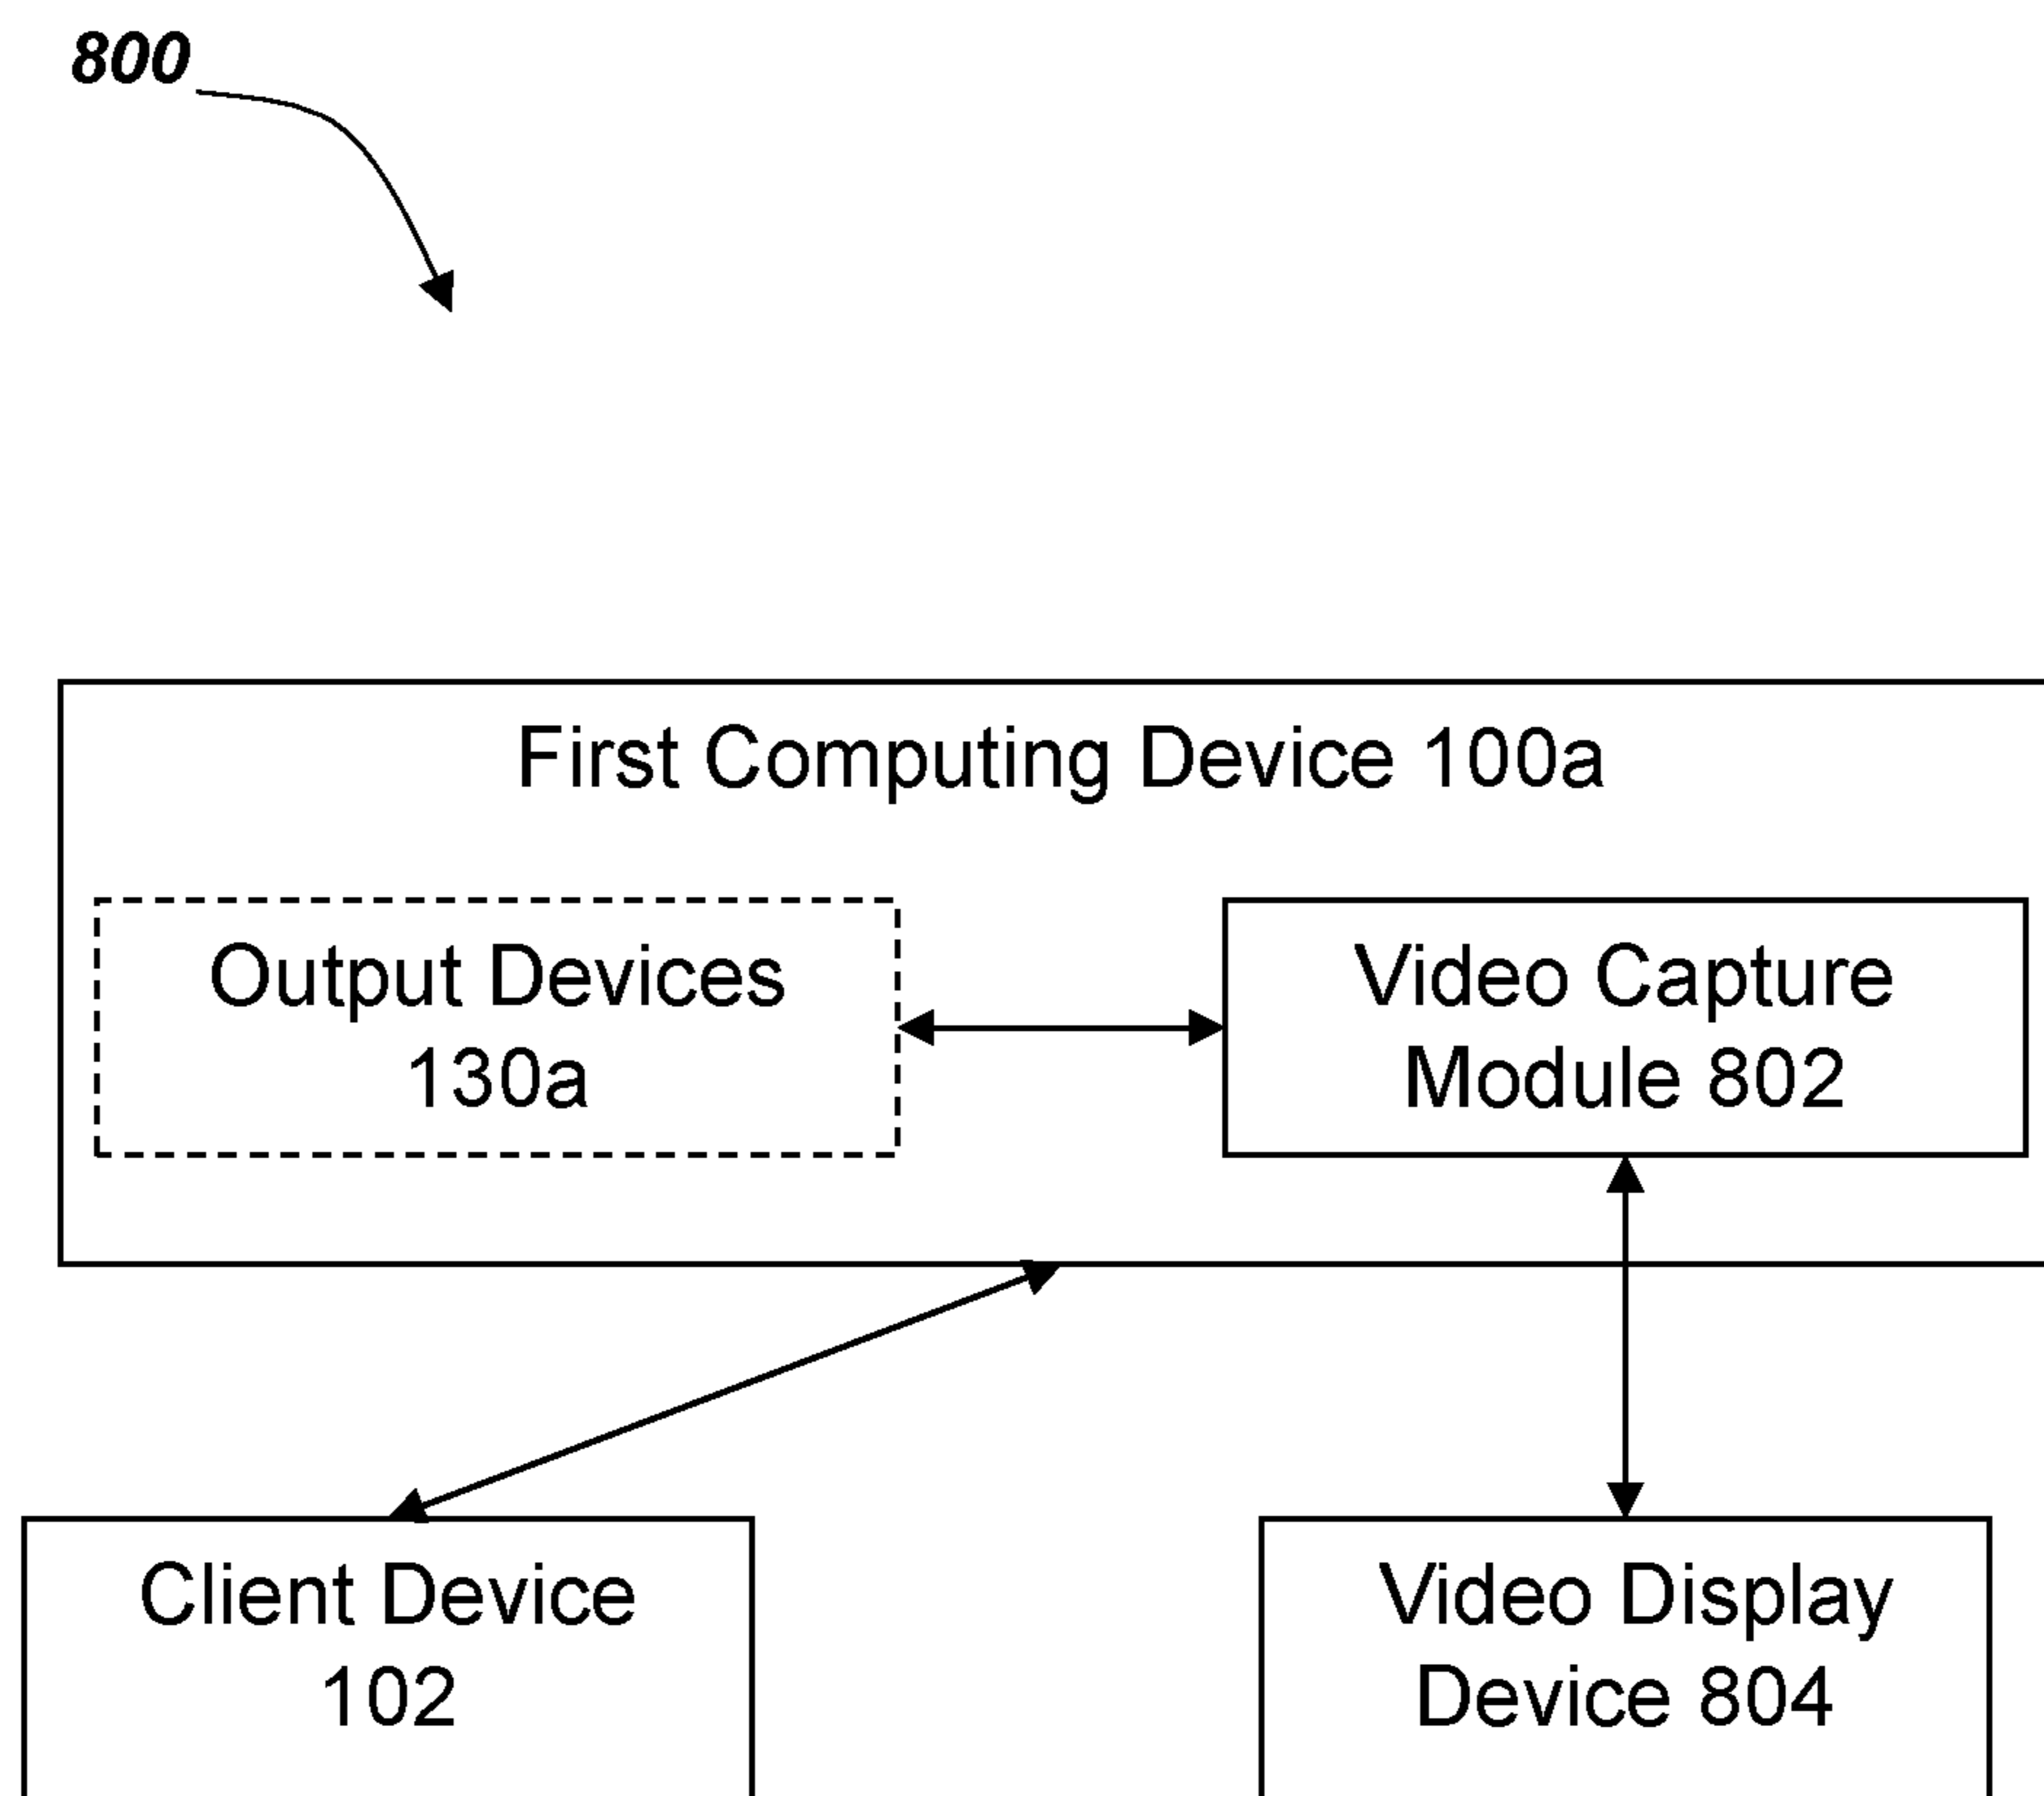 800
First Computing Device 100a
Output Devices
130a
Video Capture
Module 802
Client Device
102
Video Display
Device 804